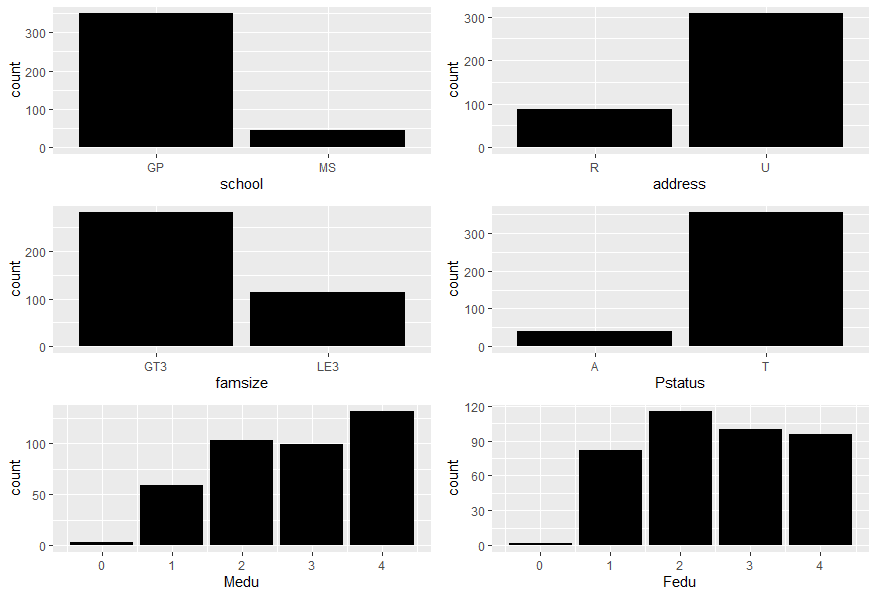 count
300
200
100
0
GP MS
school
count
300
200
100
0
R U
address
count
200
100
0
GT3 LE3
famsize
count
300
200
100
0
A T
Pstatus
count
100
50
0
0 1 2 3 4
Medu
count
120
90
60
30
0
0 1 2 3 4
Fedu